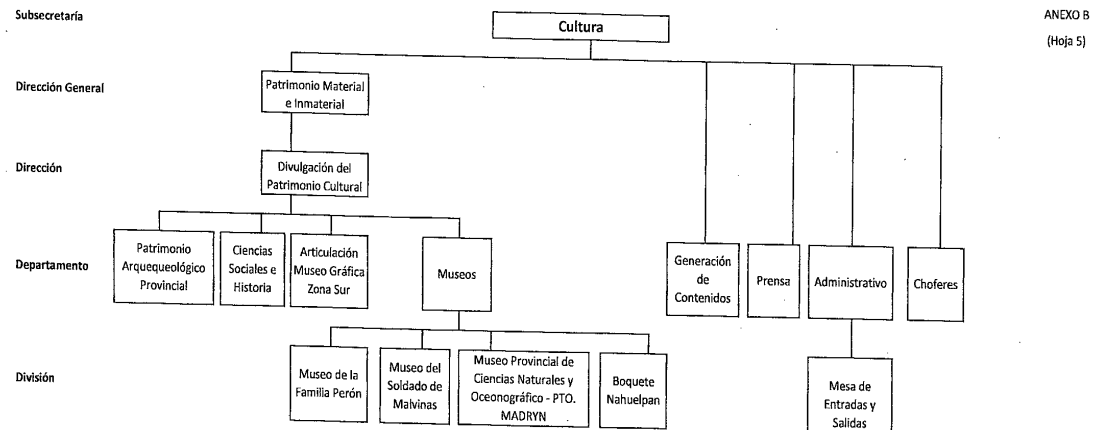 Subsecretaría
Cultura
ANEXO B
(Hoja 5)
Dirección General
Patrimonio Material
e Inmaterial
Dirección
Divulgación del
Patrimonio Cultural
Departamento
Patrimonio
Arquequeológico
Provincial
Ciencias
Sociales e
Historia
Articulación
Museo Gráfica
Zona Sur
Museos
Generación
de
Contenidos
Prensa
Administrativo
Choferes
División
Museo de la
Familia Perón
Museo del
Soldado de
Malvinas
Museo Provincial de
Ciencias Naturales y
Oceonográfico - PTO.
MADRYN
Boquete
Nahuelpan
Mesa de
Entradas y
Salidas